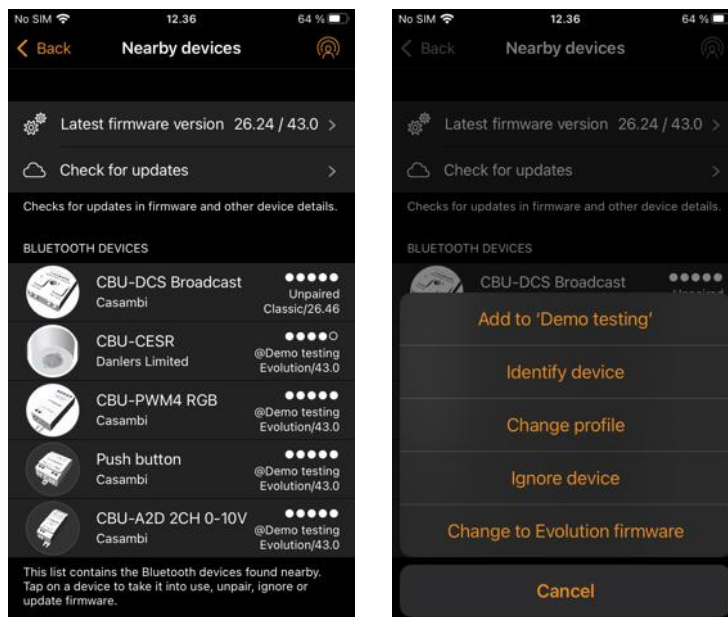 No SIM 12.36 64 %
Back Nearby devices
Latest firmware version 26.24 / 43.0
Check for updates
Checks for updates in firmware and other device details.
BLUETOOTH DEVICES
CBU-DCS Broadcast
Casambi
Unpaired
Classic/26.46
CBU-CESR
Danlers Limited
@Demo testing
Evolution/43.0
CBU-PWM4 RGB
Casambi
@Demo testing
Evolution/43.0
Push button
Casambi
@Demo testing
Evolution/43.0
CBU-A2D 2CH 0-10V
Casambi
@Demo testing
Evolution/43.0
This list contains the Bluetooth devices found nearby.
Tap on a device to take it into use, unpair, ignore or
update firmware.
No SIM 12.36 64 %
Back Nearby devices
Latest firmware version 26.24 / 43.0
Check for updates
Checks for updates in firmware and other device details.
BLUETOOTH DEVICES
CBU-DCS Broadcast
Unpaired
Add to ‘Demo testing’
Identify device
Change profile
Ignore device
Change to Evolution firmware
Cancel